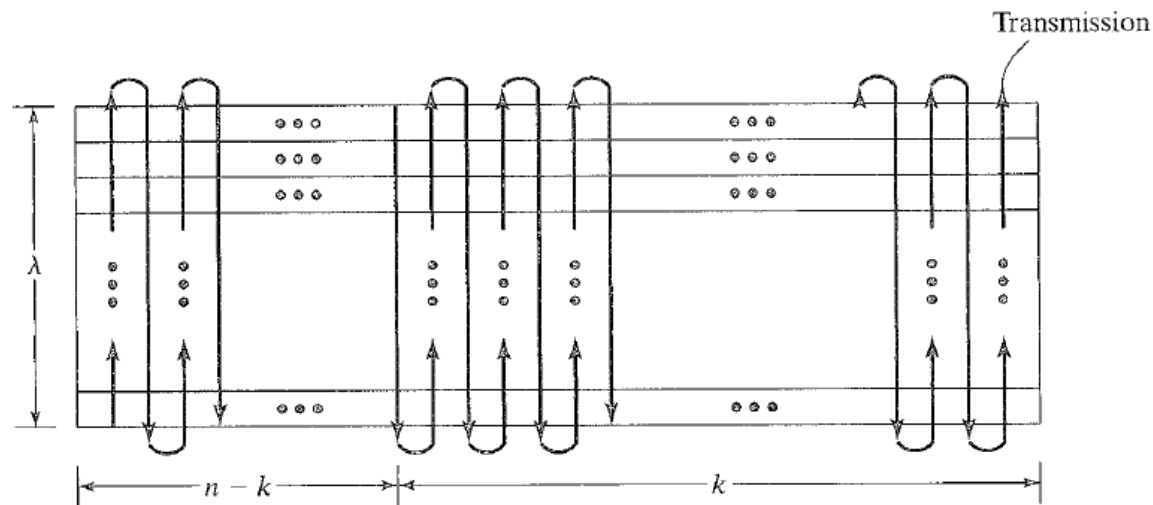 Transmission
λ
n − k
k